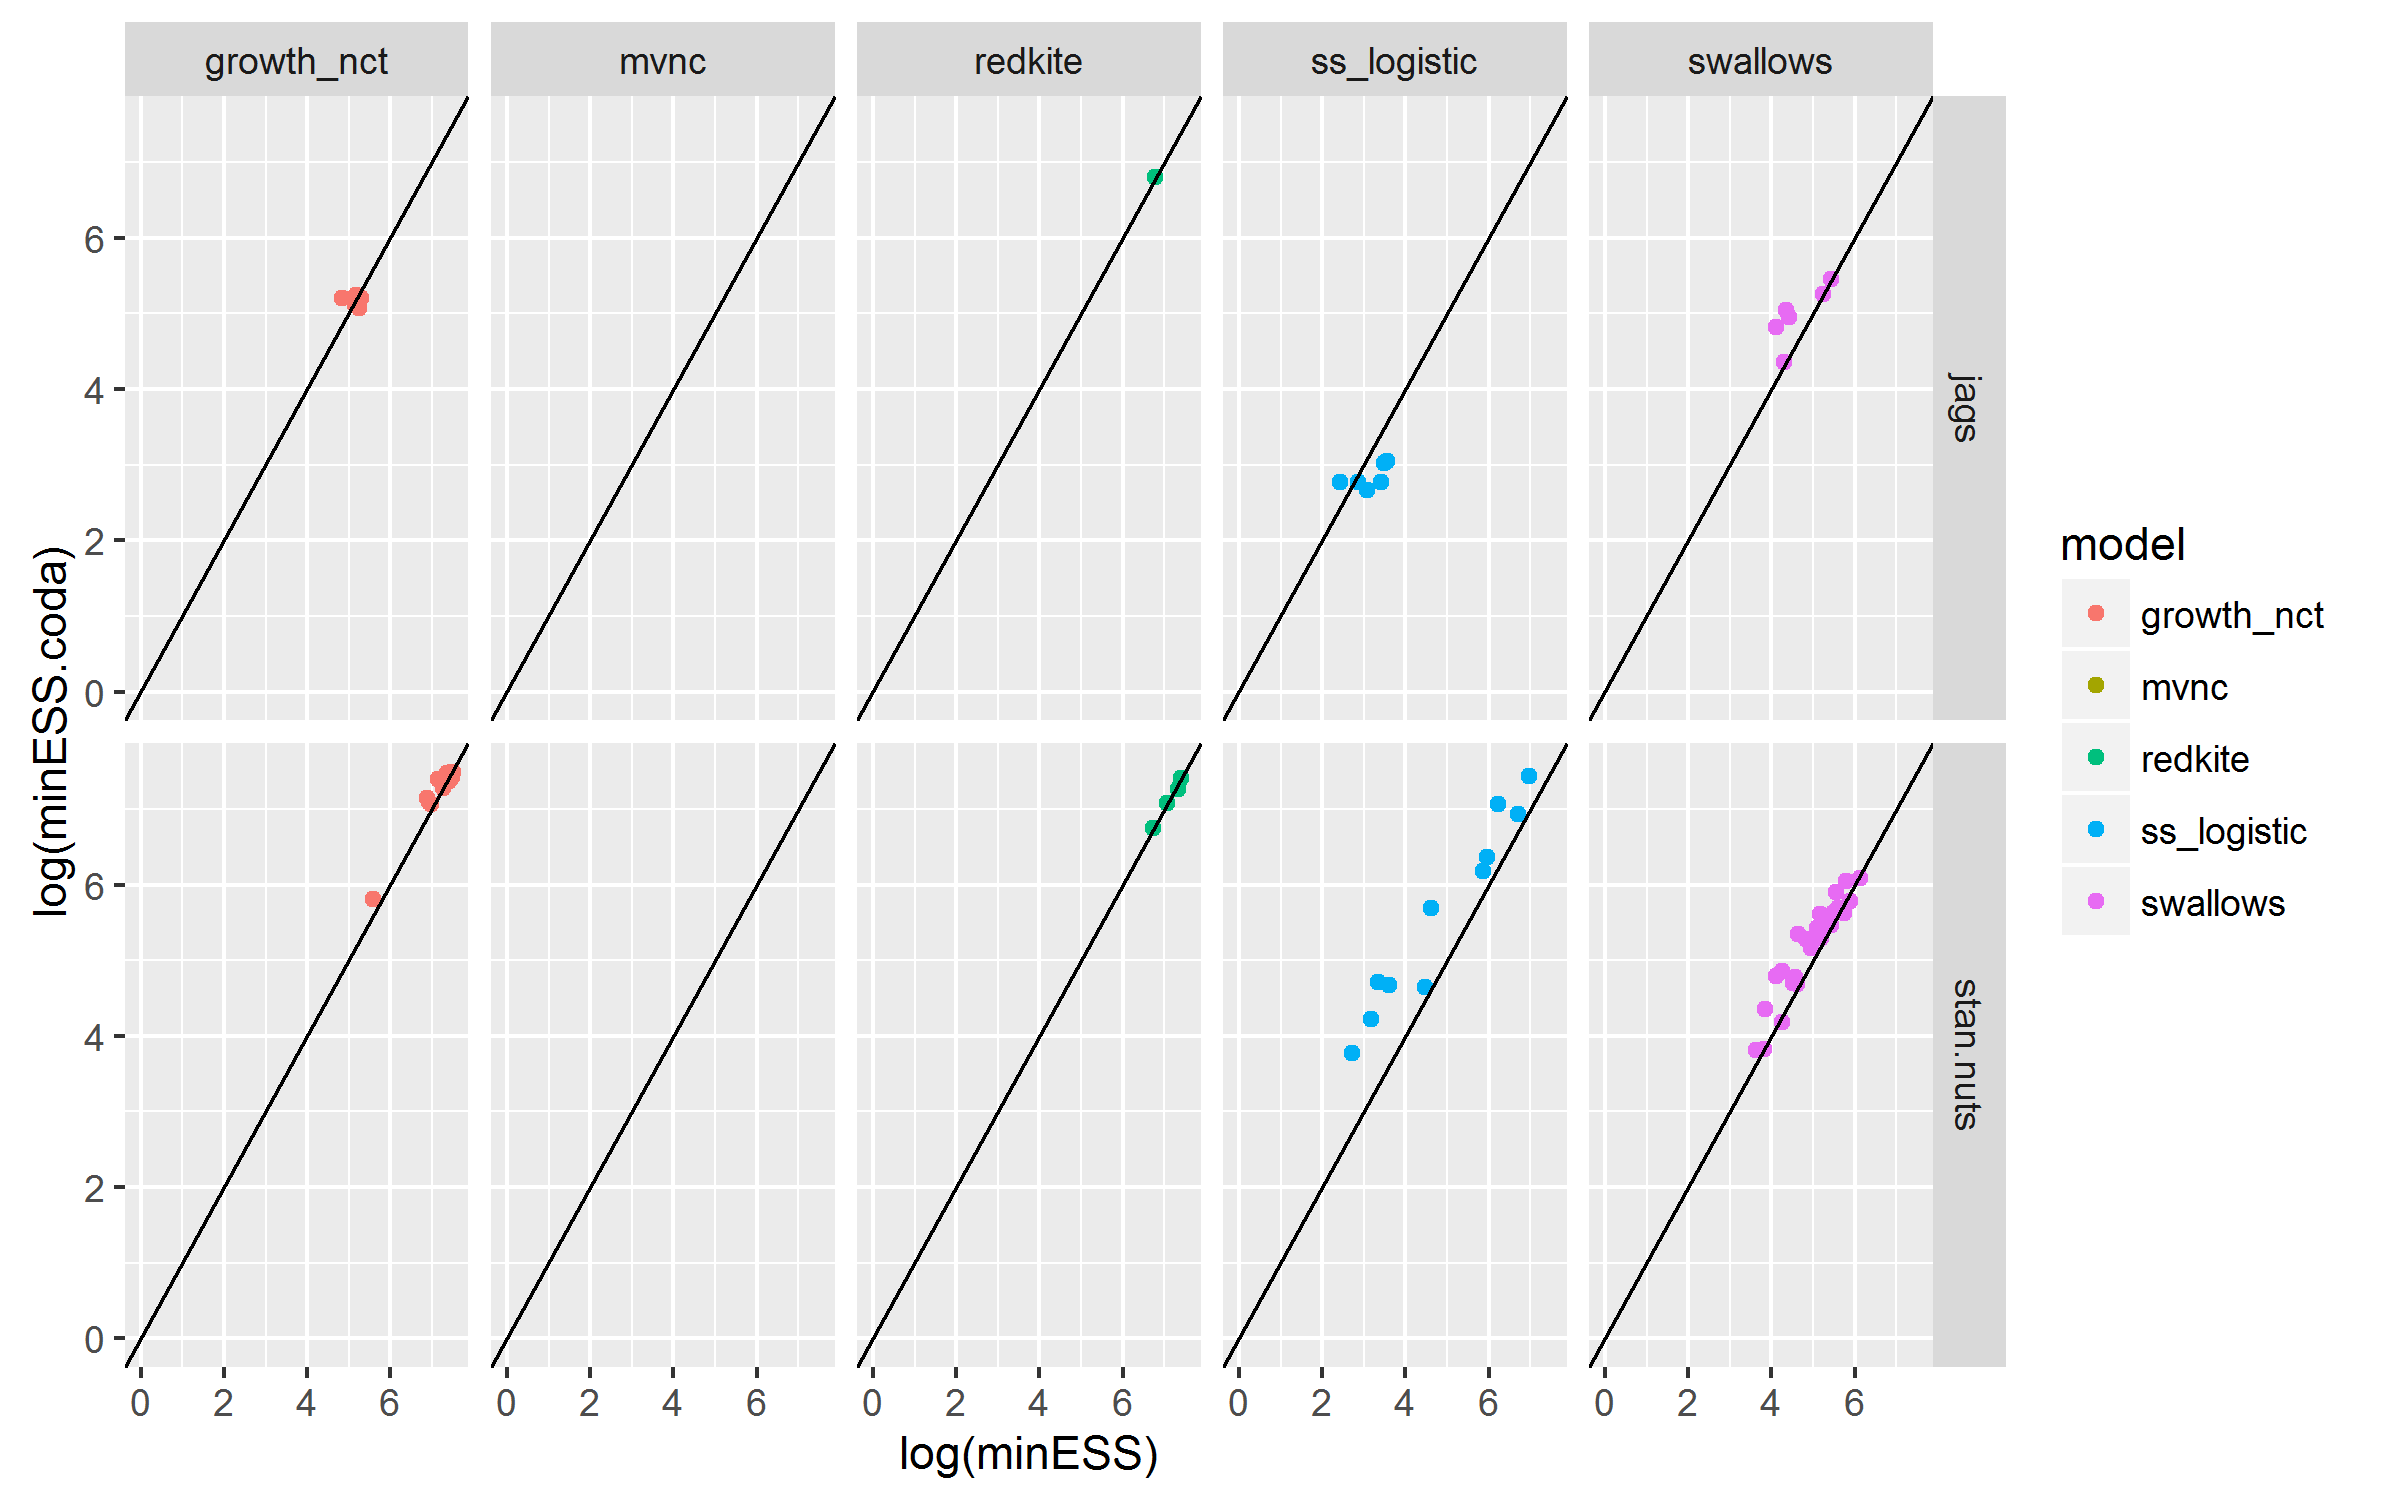 growth_nct mvnc redkite ss_logistic swallows
6
4
2
0
jags
6
4
2
0
stan.nuts
0 2 4 6 0 2 4 6 0 2 4 6 0 2 4 6 0 2 4 6
log(minESS)
log(minESS.coda)
model
growth_nct
mvnc
redkite
ss_logistic
swallows